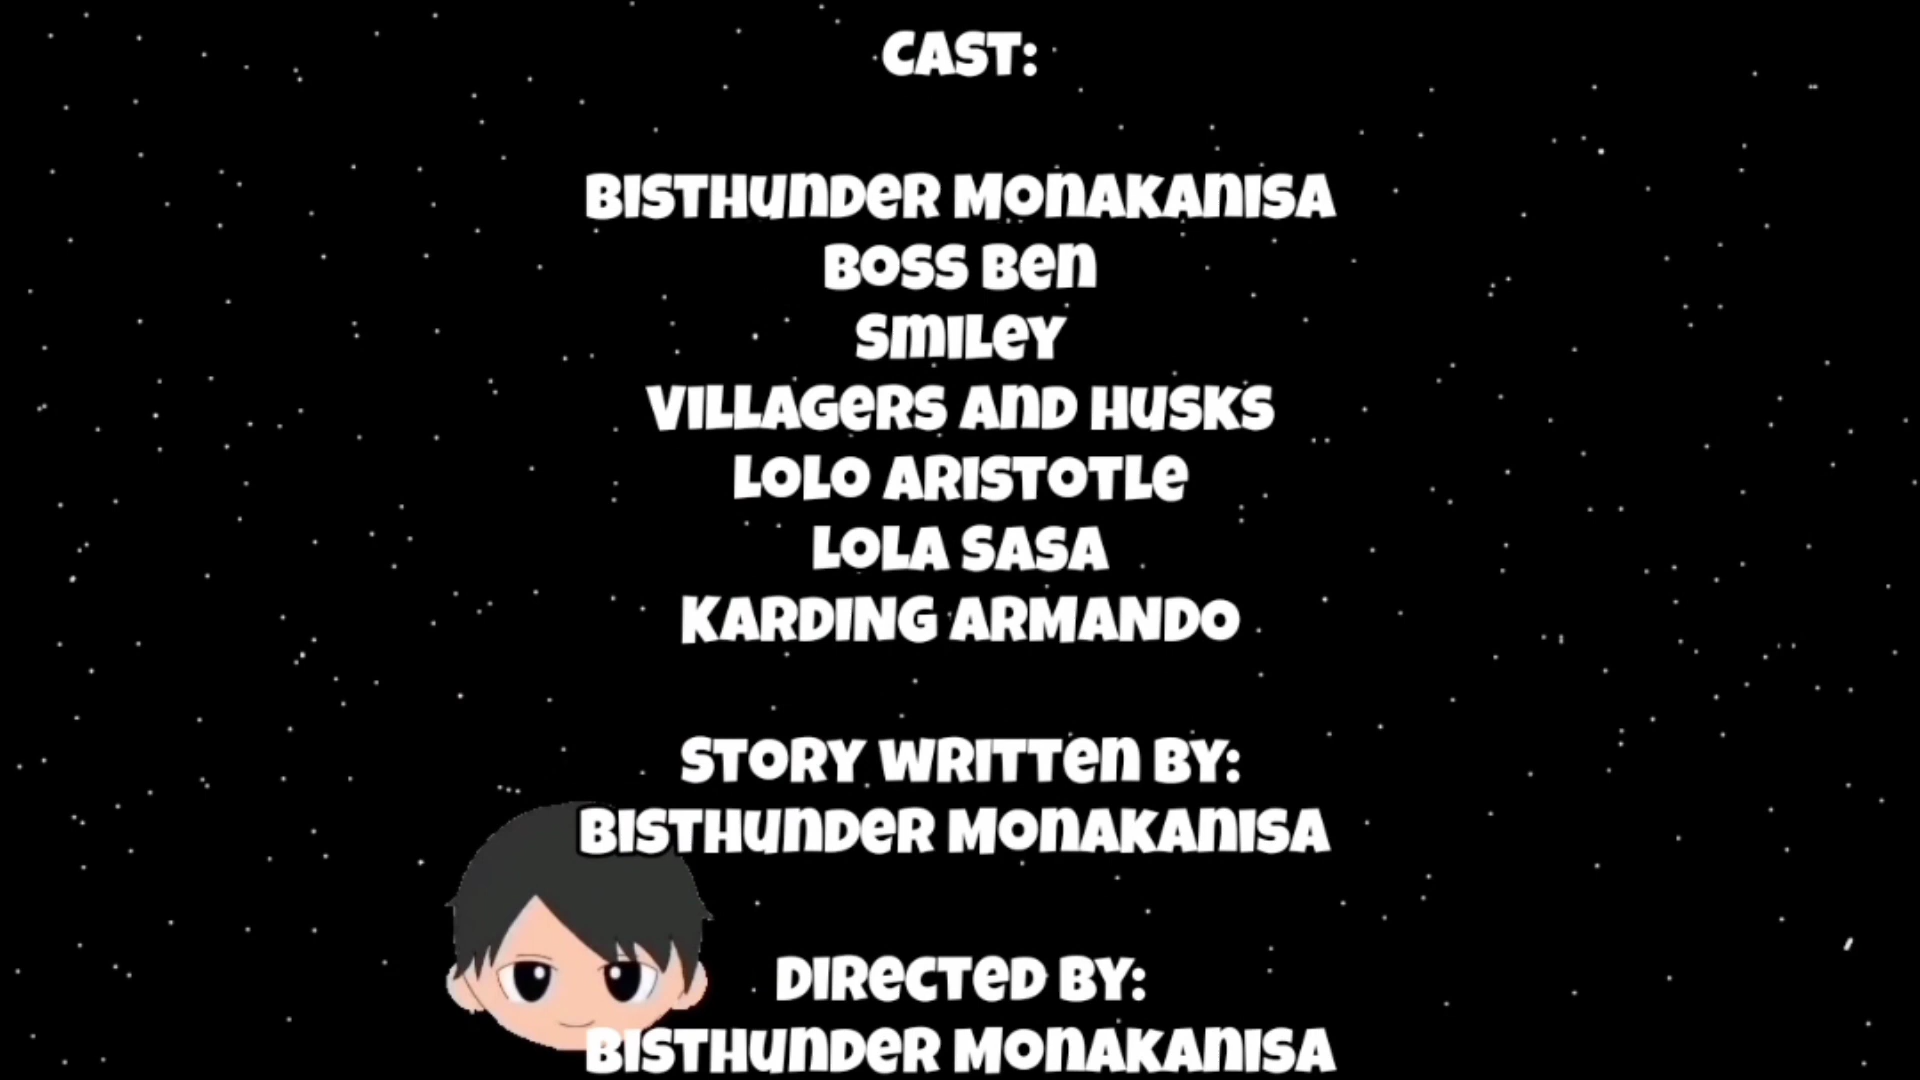 CAST:
BISTHUNDER MONAKANISA
BOSS BEN
SMILEY
VILLAGERS AND HUSKS
LOLO ARISTOTLE
LOLA SASA
KARDING ARMANDO
STORY WRITTEN BY:
BISTHUNDER MONAKANISA
DIRECTED BY:
BISTHUNDER MONAKANISA